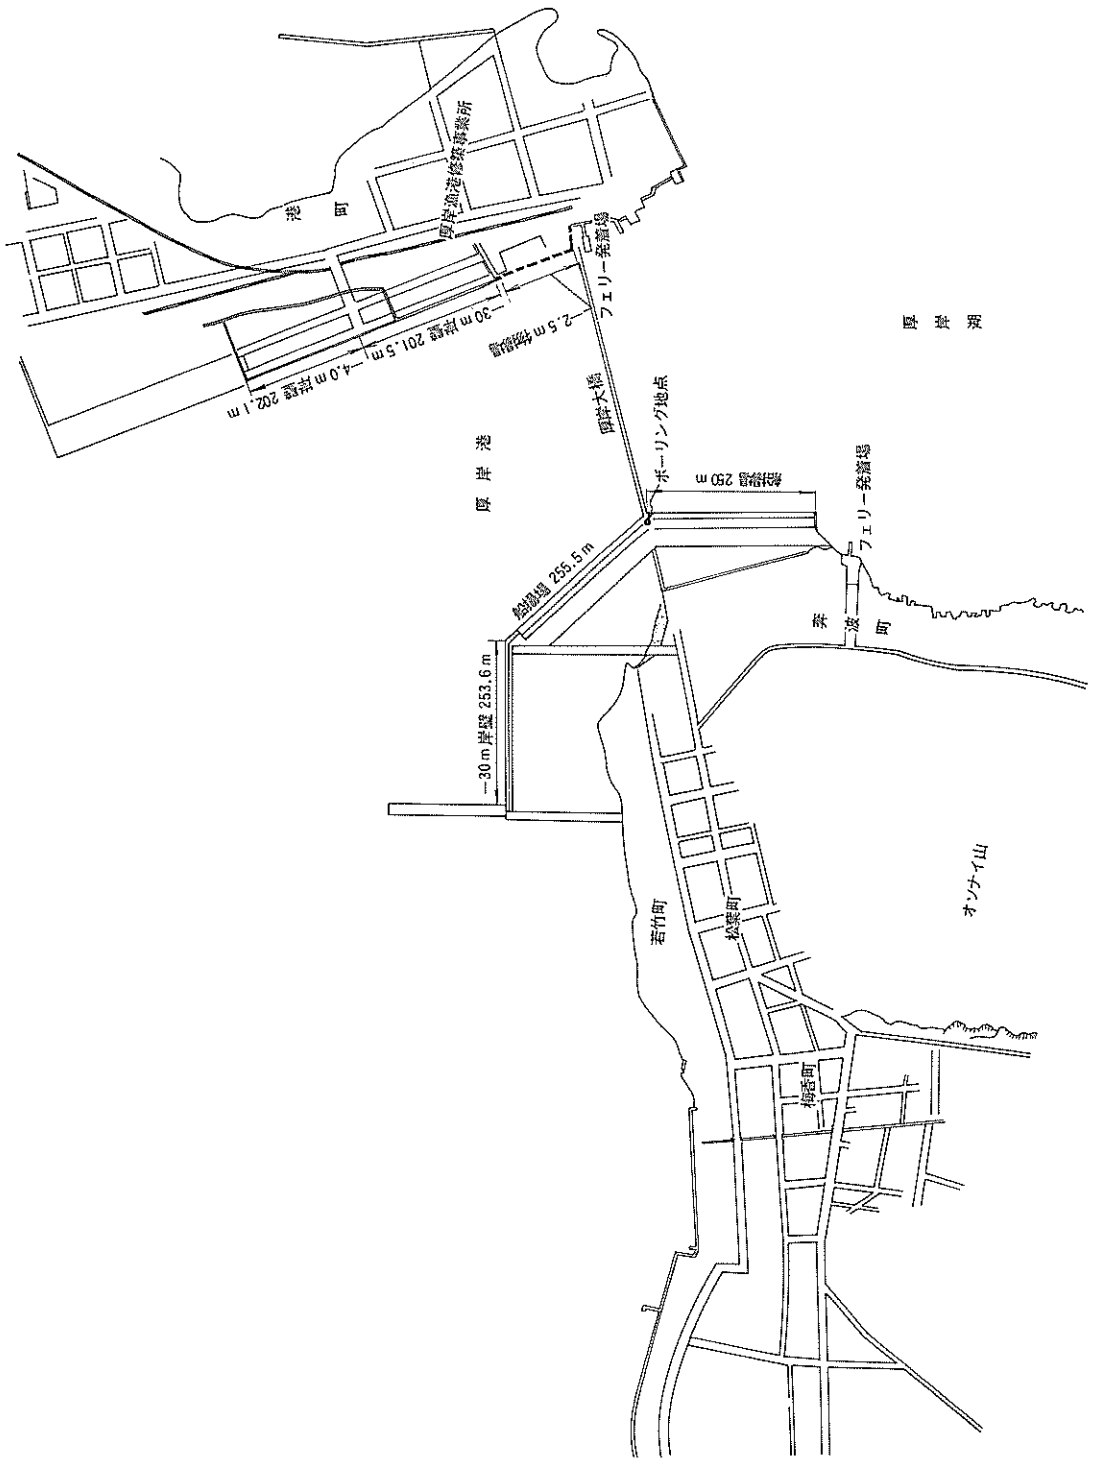 厚岸漁港修築事業所
港町
フェリー発着場
−2.5m物揚場
−30m岸壁 201.5m
−4.0m岸壁 202.1m
厚岸大橋
厚岸湖
厚岸港
ボーリング地点
船揚場 250m
フェリー発着場
船揚場 255.5m
−30m岸壁 253.6m
奔波町
若竹町
松葉町
オソナイ山
梅香町